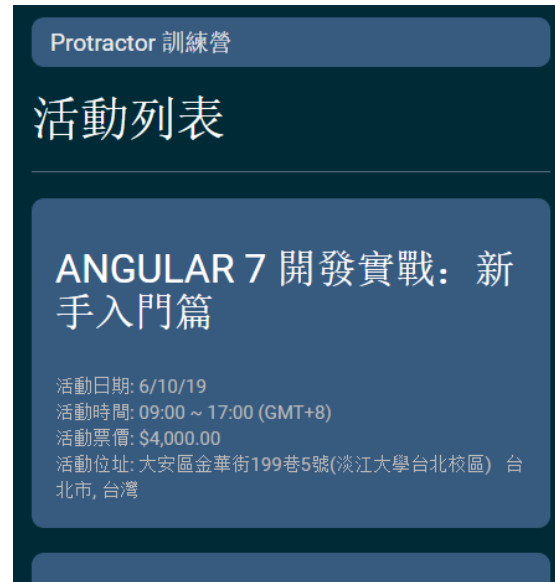 Protractor 訓練營
活動列表
ANGULAR 7 開發實戰：新
手入門篇
活動日期: 6/10/19
活動時間: 09:00 ~ 17:00 (GMT+8)
活動票價: $4,000.00
活動位址: 大安區金華街199巷5號(淡江大學台北校區) 台
北市, 台灣